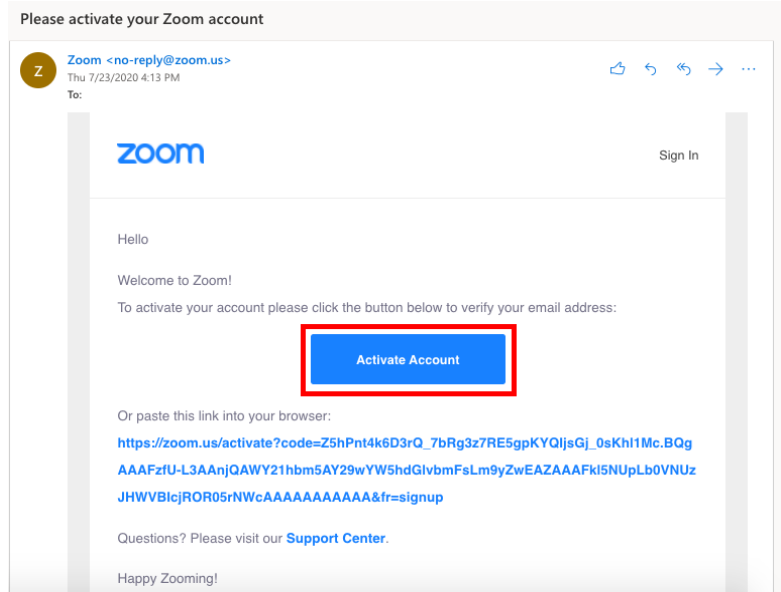 Please activate your Zoom account
Z
Zoom <no-reply@zoom.us>
Thu 7/23/2020 4:13 PM
To:
zoom
Sign In
Hello
Welcome to Zoom!
To activate your account please click the button below to verify your email address:
Activate Account
Or paste this link into your browser:
https://zoom.us/activate?code=Z5hPnt4k6D3rQ_7bRg3z7RE5gpKYQIjsGj_0sKhI1Mc.BQg
AAAFzfU-L3AAnjQAWY21hbm5AY29wYW5hdGlvbmFsLm9yZwEAZAAAFkl5NUpLb0VNUz
JHWVBIcjROR05rNWcAAAAAAAAAAA&fr=signup
Questions? Please visit our Support Center.
Happy Zooming!